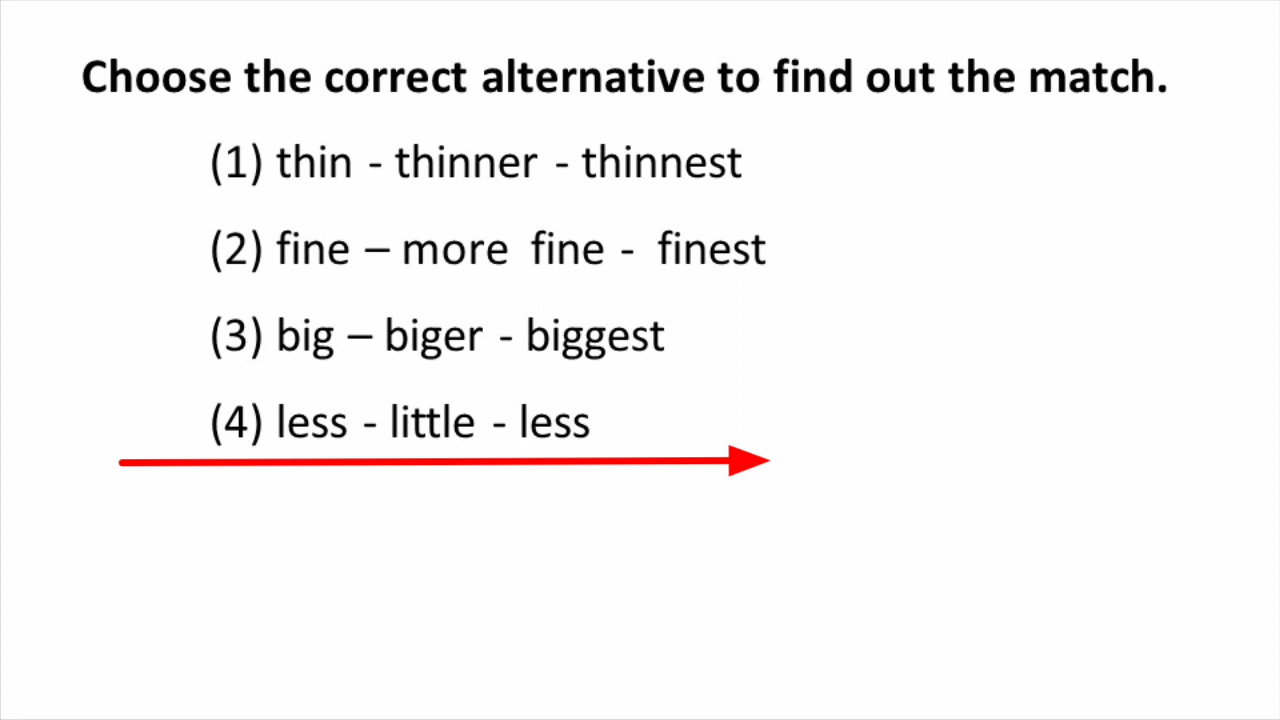 Choose the correct alternative to find out the match.
(1) thin - thinner - thinnest
(2) fine – more fine - finest
(3) big – biger - biggest
(4) less - little - less